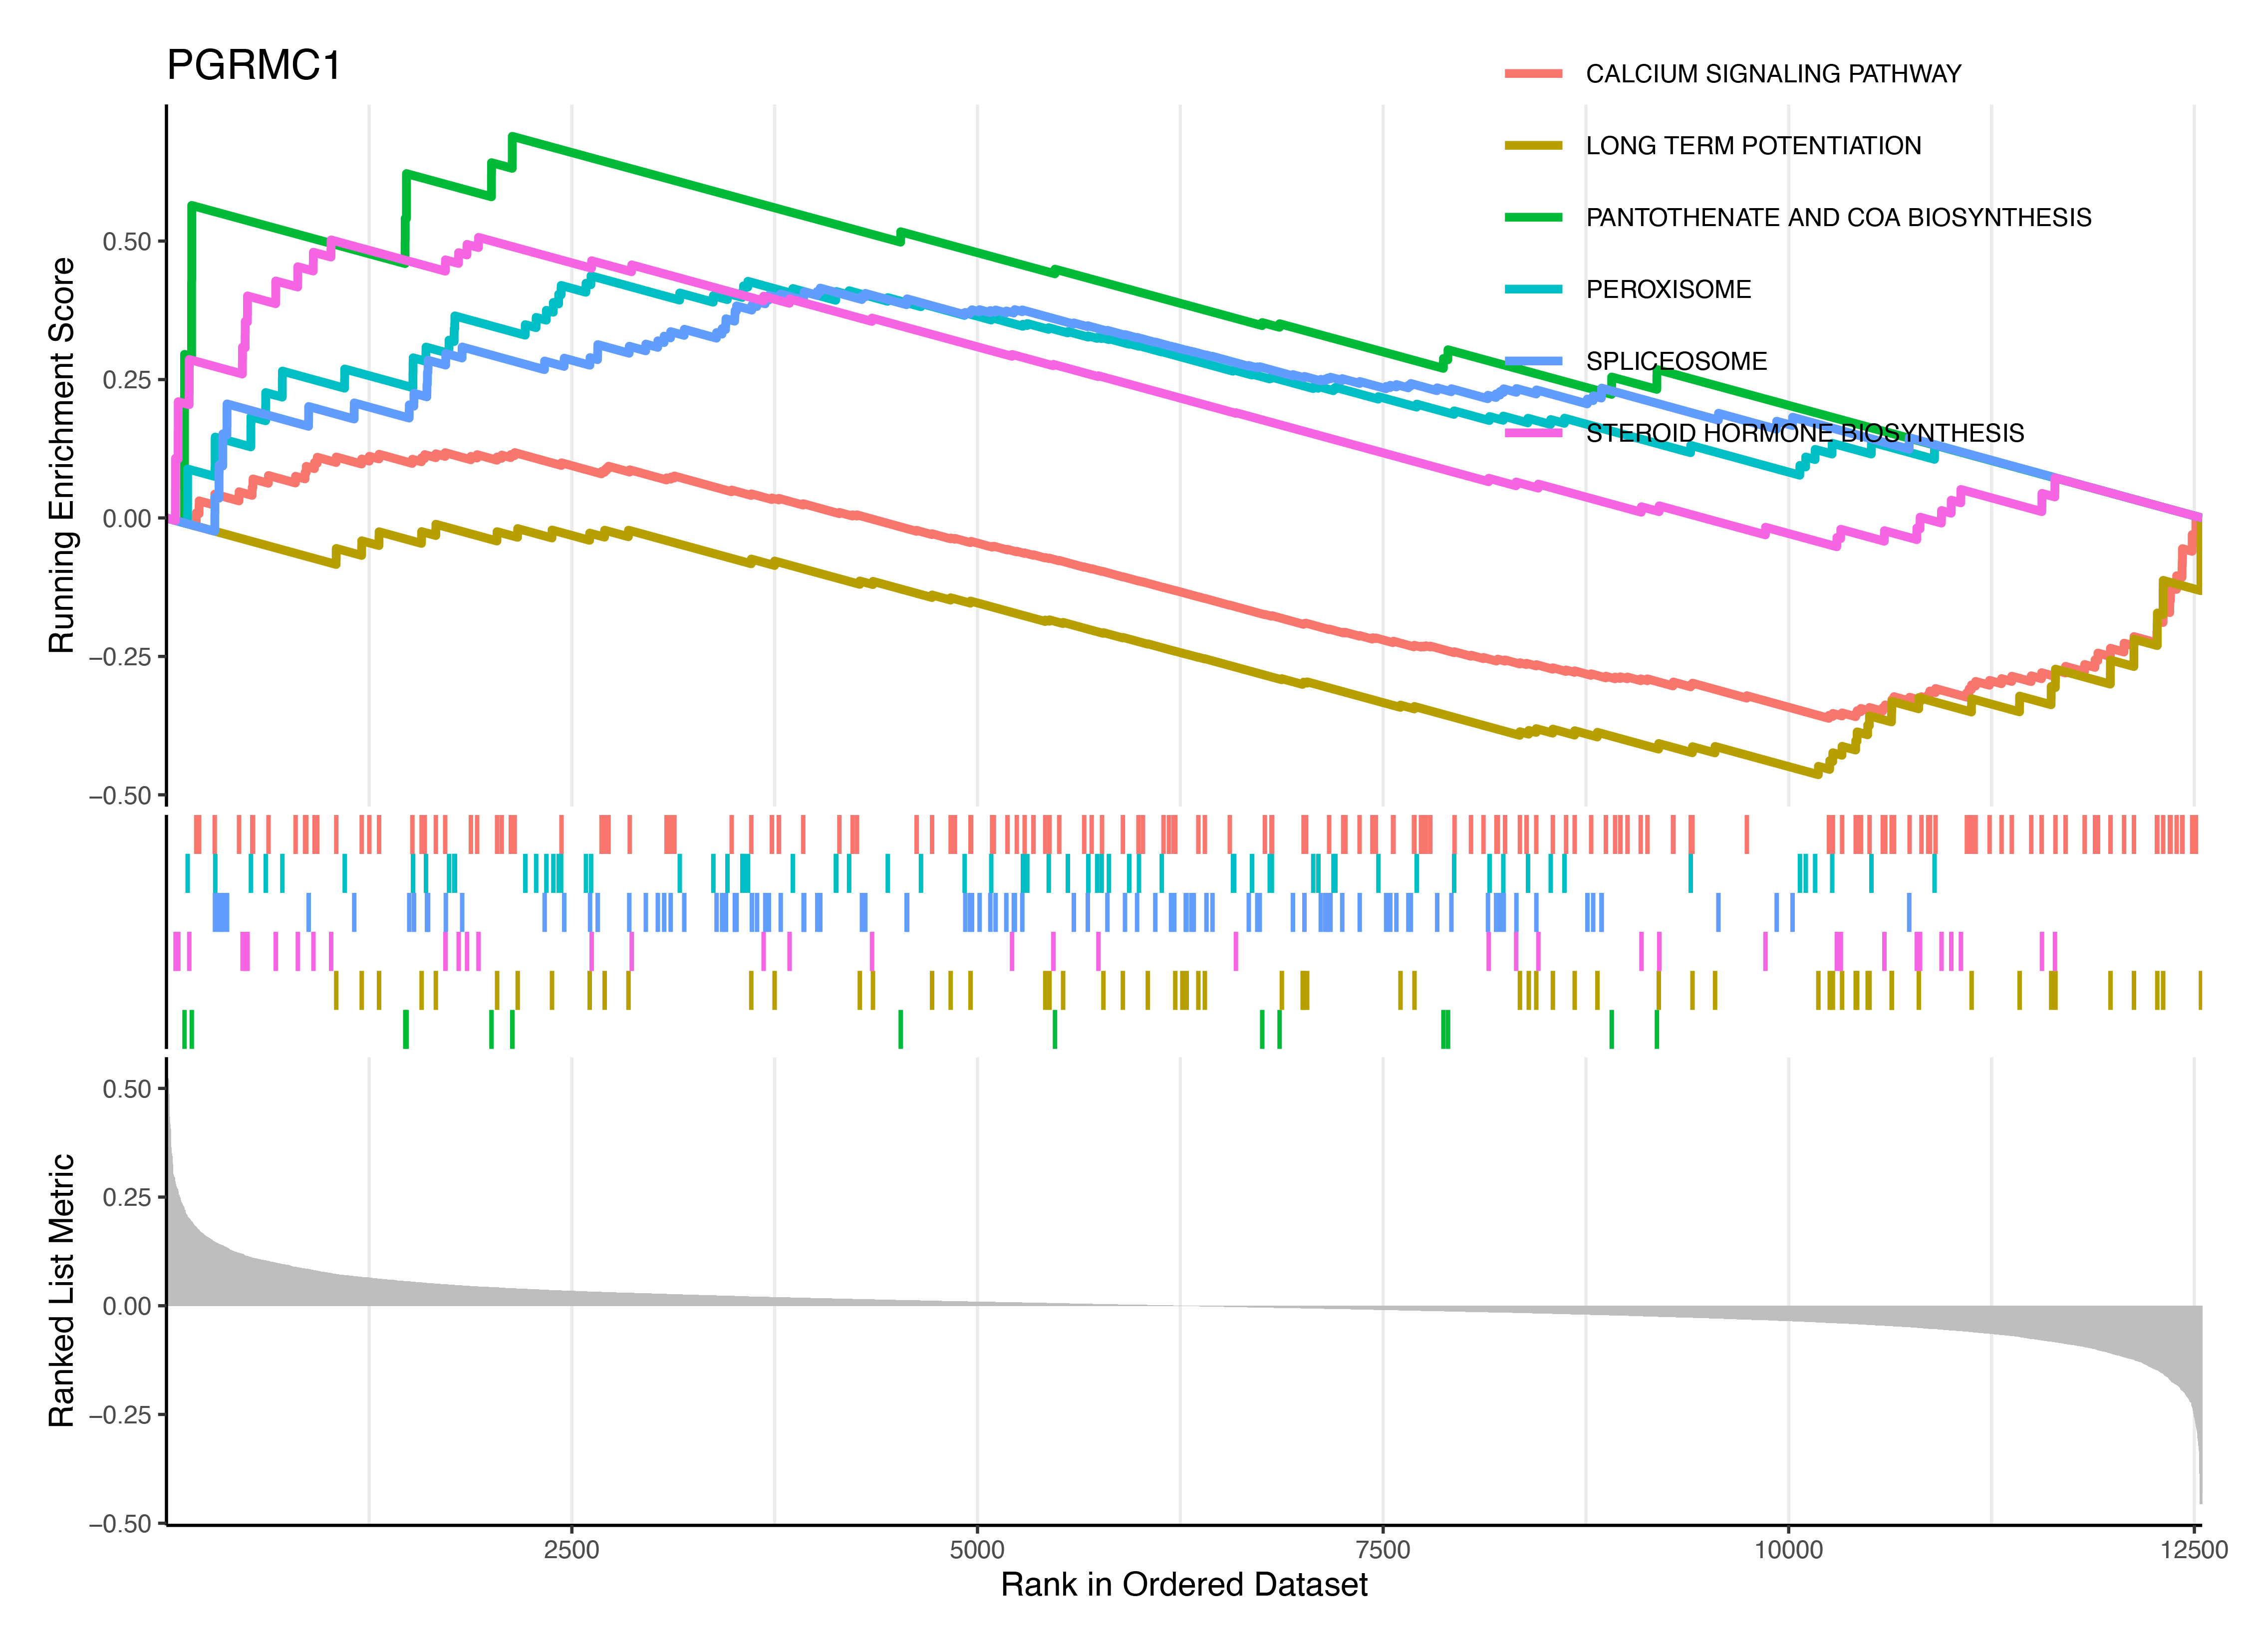 PGRMC1
CALCIUM SIGNALING PATHWAY
LONG TERM POTENTIATION
PANTOTHENATE AND COA BIOSYNTHESIS
PEROXISOME
SPLICEOSOME
STEROID HORMONE BIOSYNTHESIS
Running Enrichment Score
0.50
0.25
0.00
−0.25
−0.50
Ranked List Metric
0.50
0.25
0.00
−0.25
−0.50
2500 5000 7500 10000 12500
Rank in Ordered Dataset